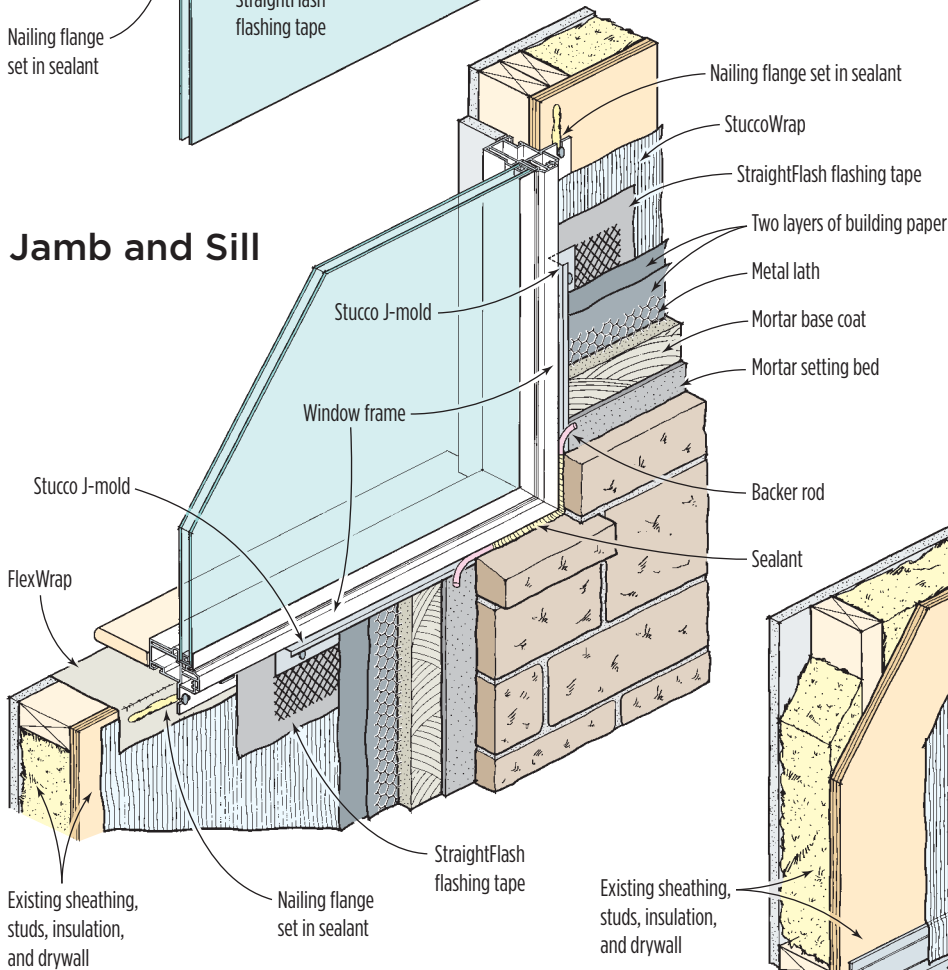 StraightFlash
flashing tape
Nailing flange
set in sealant
Nailing flange set in sealant
StuccoWrap
StraightFlash flashing tape
Two layers of building paper
Metal lath
Mortar base coat
Mortar setting bed
Jamb and Sill
Stucco J-mold
Window frame
Stucco J-mold
Backer rod
Sealant
FlexWrap
StraightFlash
flashing tape
Existing sheathing,
studs, insulation,
and drywall
Nailing flange
set in sealant
Existing sheathing,
studs, insulation,
and drywall